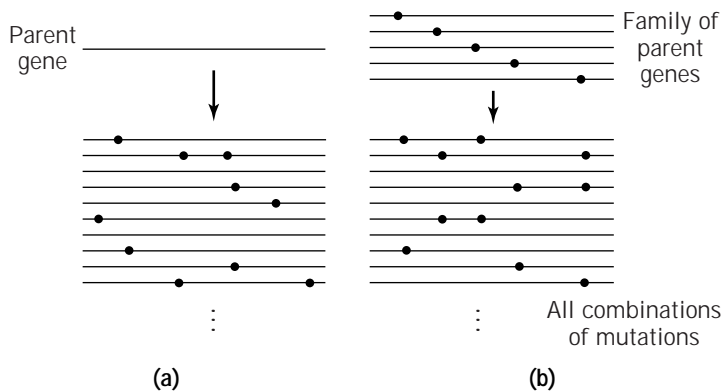 Parent
gene
Family of
parent
genes
All combinations
of mutations
(a)
(b)